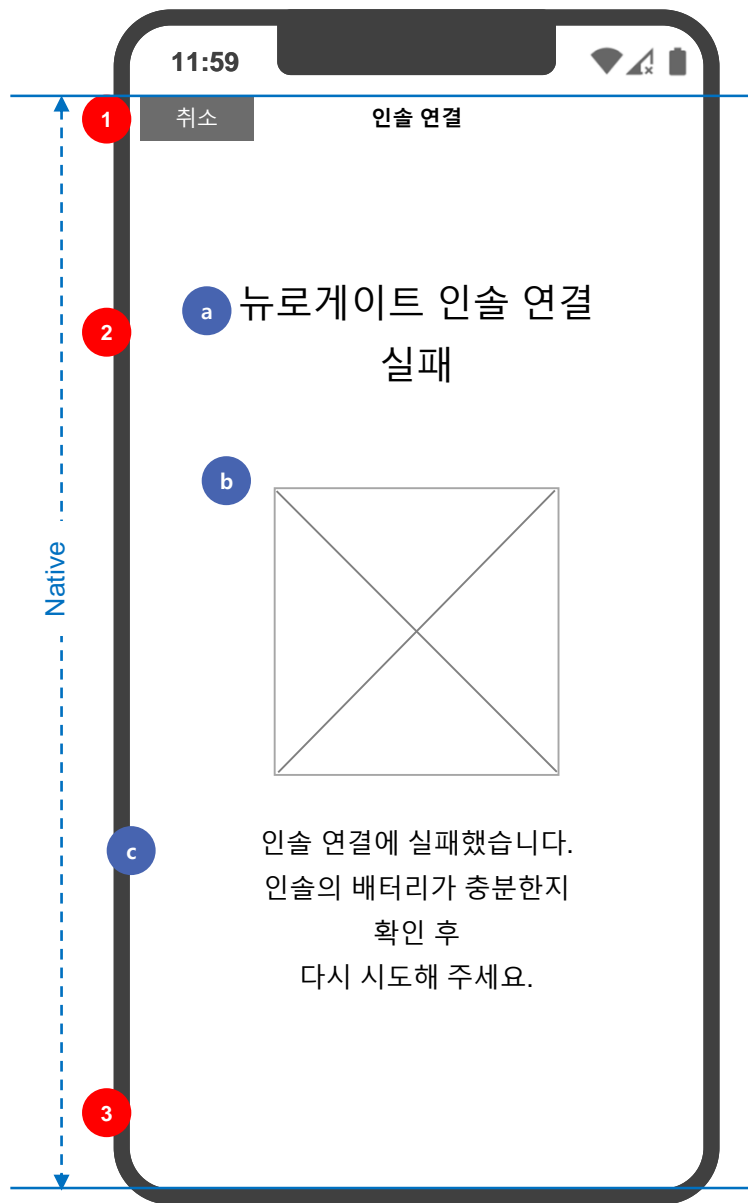 11:59
1
취소
인솔 연결
a
뉴로게이트 인솔 연결
2
실패
b
Native
c
인솔 연결에 실패했습니다.
인솔의 배터리가 충분한지
확인 후
다시 시도해 주세요.
3